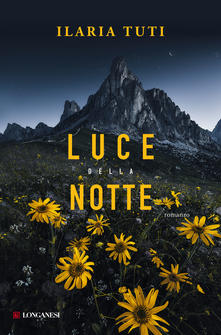 ILARIA TUTI
LUCE
DELLA
NOTTE
romanzo
LONGANESI